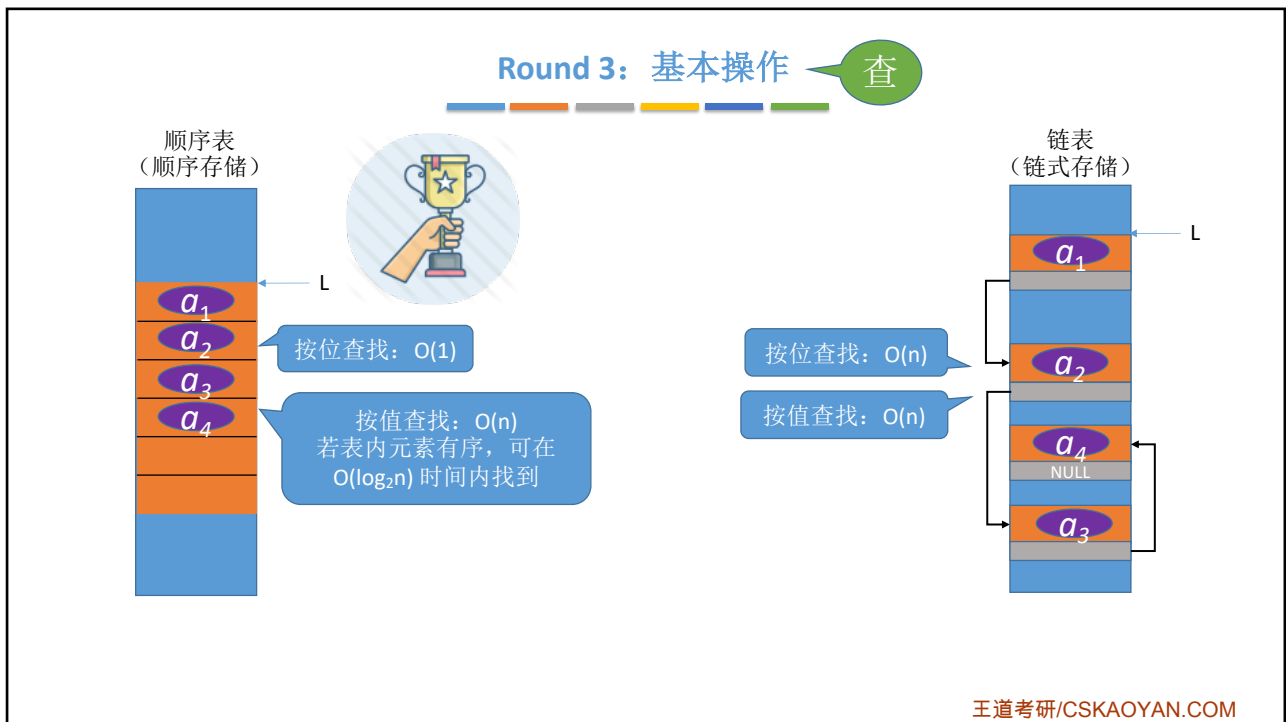 Round 3：基本操作
查
顺序表
（顺序存储）
L
a1
a2
a3
a4
按位查找：O(1)
按值查找：O(n)
若表内元素有序，可在
O(log₂n) 时间内找到
链表
（链式存储）
L
a1
a2
a4
NULL
a3
按位查找：O(n)
按值查找：O(n)
王道考研/CSKAOYAN.COM